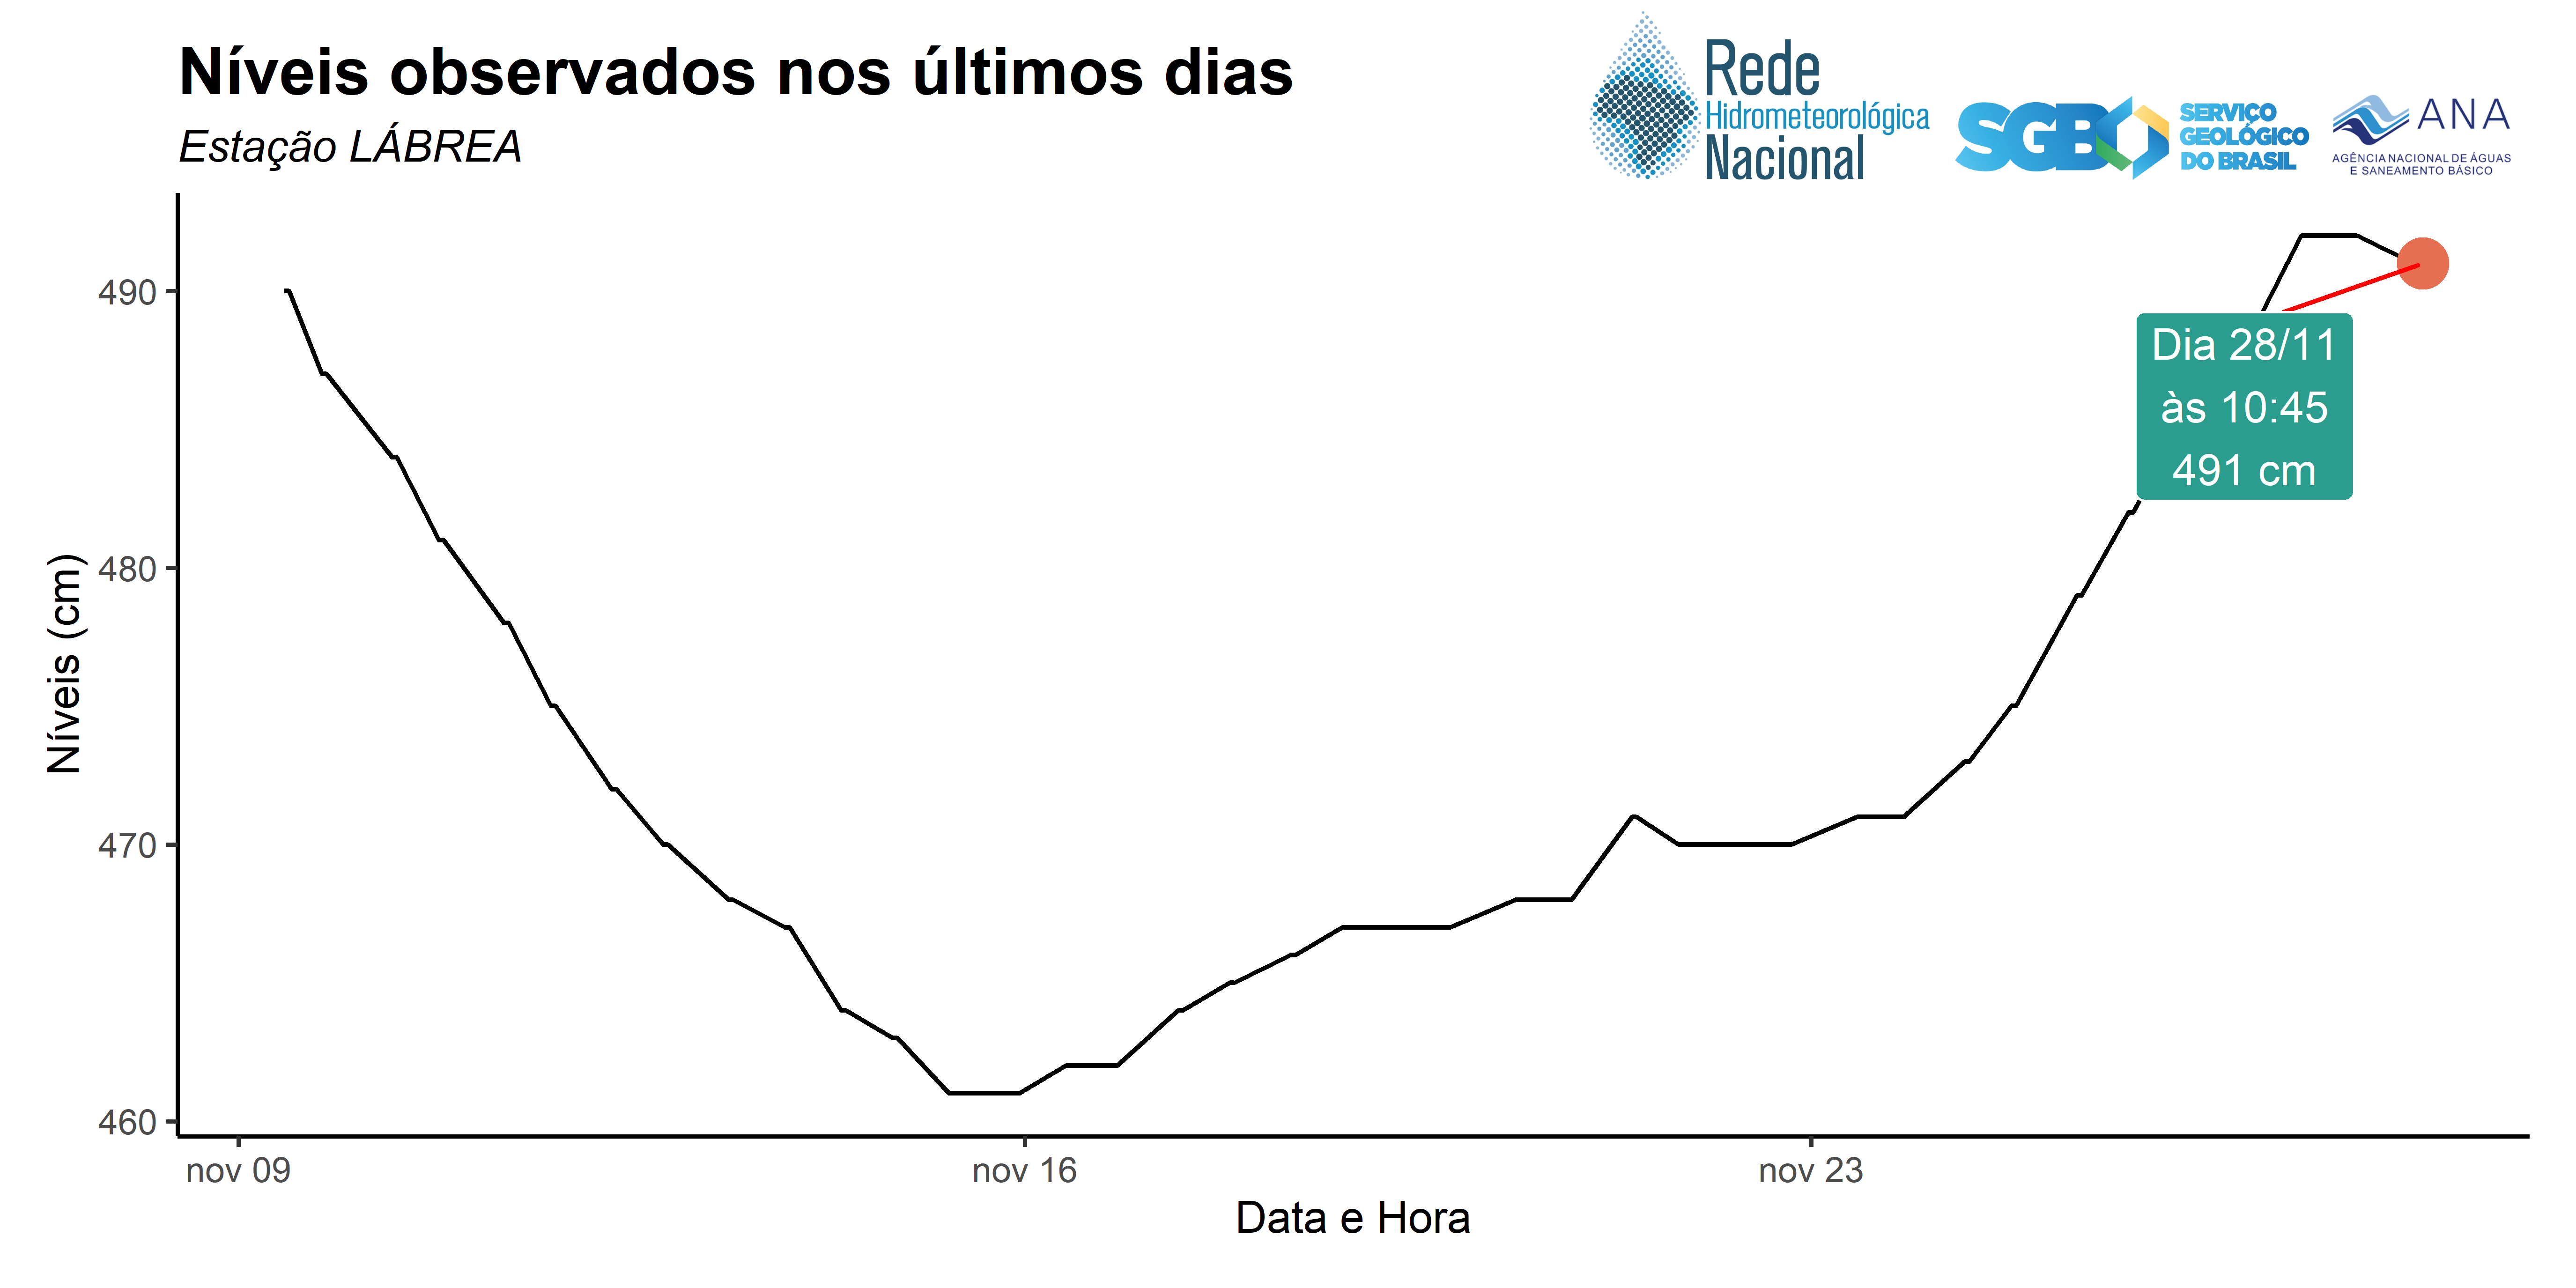 Níveis observados nos últimos dias
Estação LÁBREA
Rede
Hidrometeorológica
Nacional
SGB
SERVIÇO
GEOLÓGICO
DO BRASIL
ANA
AGÊNCIA NACIONAL DE ÁGUAS
E SANEAMENTO BÁSICO
Níveis (cm)
490
480
470
460
Dia 28/11
às 10:45
491 cm
nov 09
nov 16
nov 23
Data e Hora